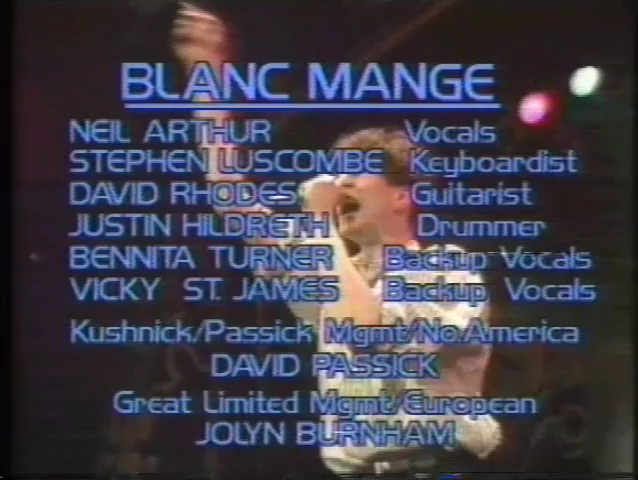 BLANC MANGE
NEIL ARTHUR Vocals
STEPHEN LUSCOMBE Keyboardist
DAVID RHODES Guitarist
JUSTIN HILDRETH Drummer
BENNITA TURNER Backup Vocals
VICKY ST. JAMES Backup Vocals
Kushnick/Passick Mgmt/No.America
DAVID PASSICK
Great Limited Mgmt/European
JOLYN BURNHAM